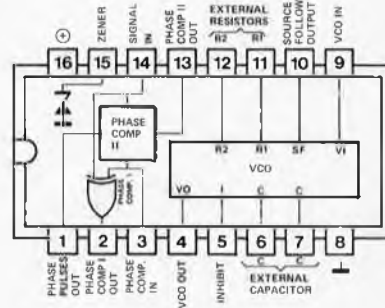 ⊕
ZENER
SIGNAL
IN
PHASE
COMP II
OUT
EXTERNAL
RESISTORS
R2 R1
SOURCE
FOLLOW
OUTPUT
VCO IN
16 15 14 13 12 11 10 9
PHASE
COMP
II
PHASE
COMP. I
R2 R1 SF Vi
VCO
VO I C C
1 2 3 4 5 6 7 8
PHASE
PULSES
OUT
PHASE
COMP I
OUT
PHASE
COMP.
IN
VCO OUT
INHIBIT
C C
EXTERNAL
CAPACITOR